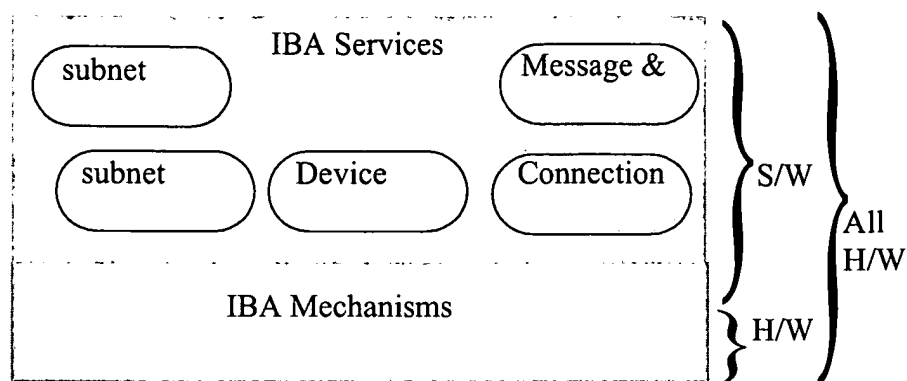 IBA Services
subnet
Message &
subnet
Device
Connection
S/W
All
H/W
IBA Mechanisms
H/W